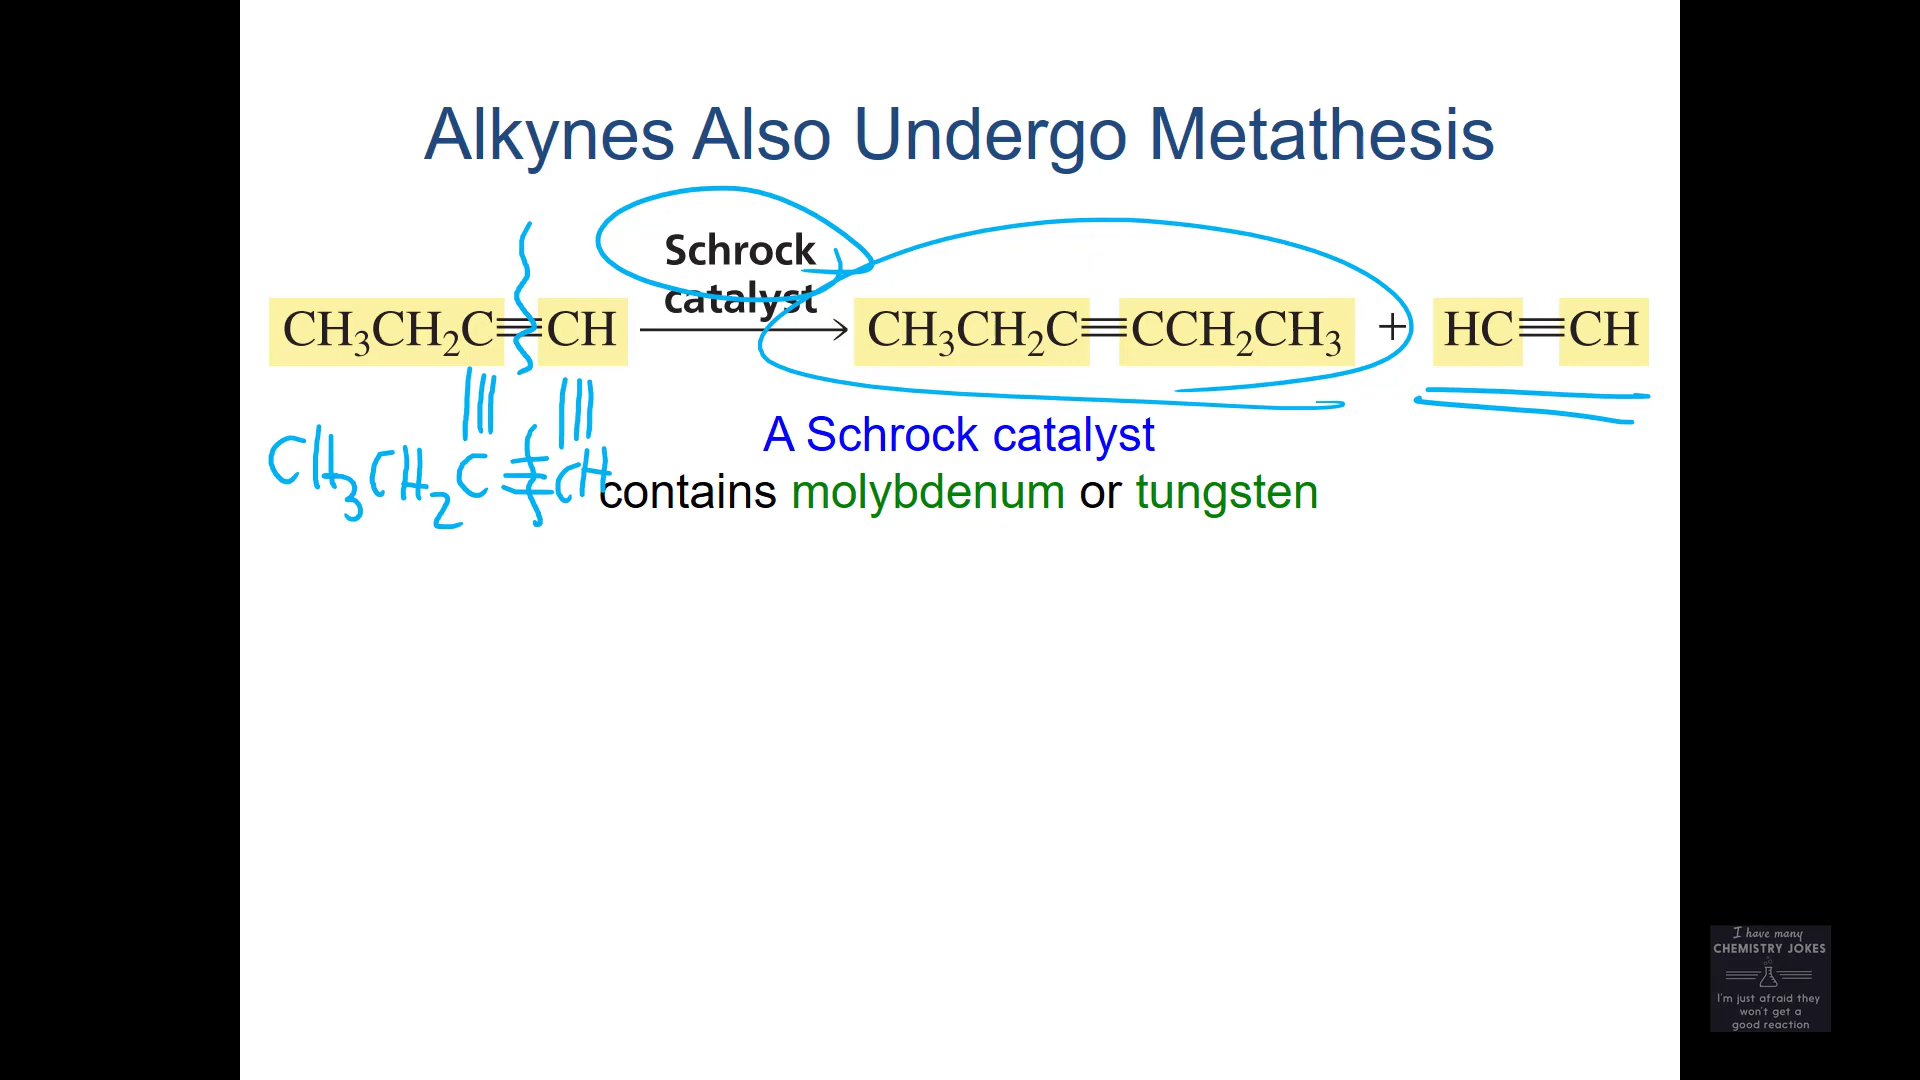 Alkynes Also Undergo Metathesis
Schrock
catalyst
CH₃CH₂C≡CH → CH₃CH₂C≡CCH₂CH₃ + HC≡CH
A Schrock catalyst
CH₃CH₂C≡CH
contains molybdenum or tungsten
I have many
CHEMISTRY JOKES
I'm just afraid they
won't get a
good reaction